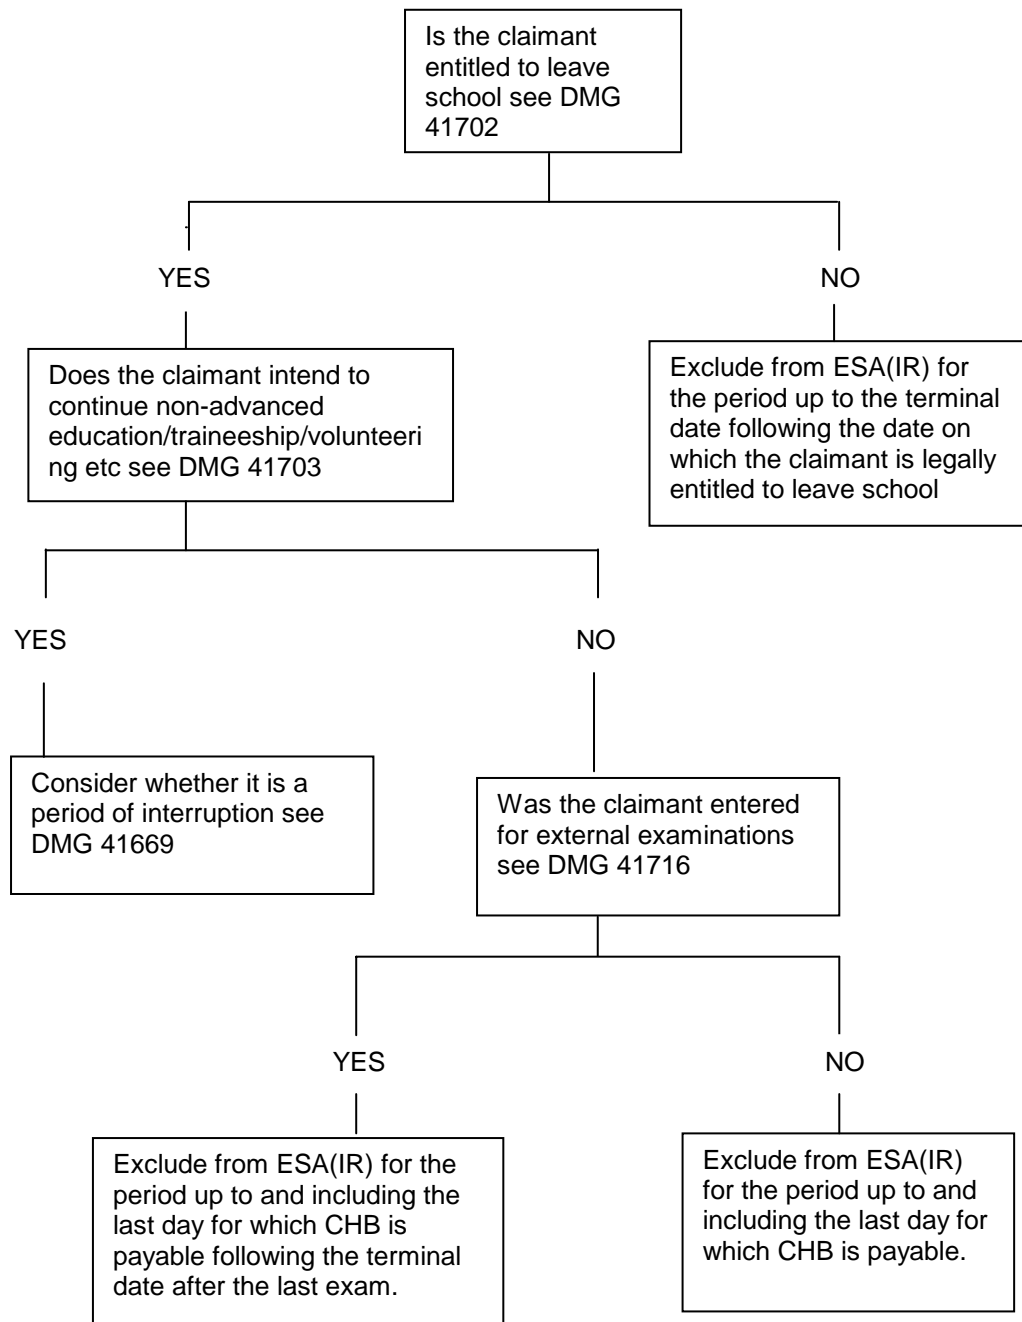 Is the claimant
entitled to leave
school see DMG
41702
YES
NO
Does the claimant intend to
continue non-advanced
education/traineeship/volunteeri
ng etc see DMG 41703
Exclude from ESA(IR) for
the period up to the terminal
date following the date on
which the claimant is legally
entitled to leave school
YES
NO
Consider whether it is a
period of interruption see
DMG 41669
Was the claimant entered
for external examinations
see DMG 41716
YES
NO
Exclude from ESA(IR) for the
period up to and including the
last day for which CHB is
payable following the terminal
date after the last exam.
Exclude from ESA(IR)
for the period up to and
including the last day for
which CHB is payable.